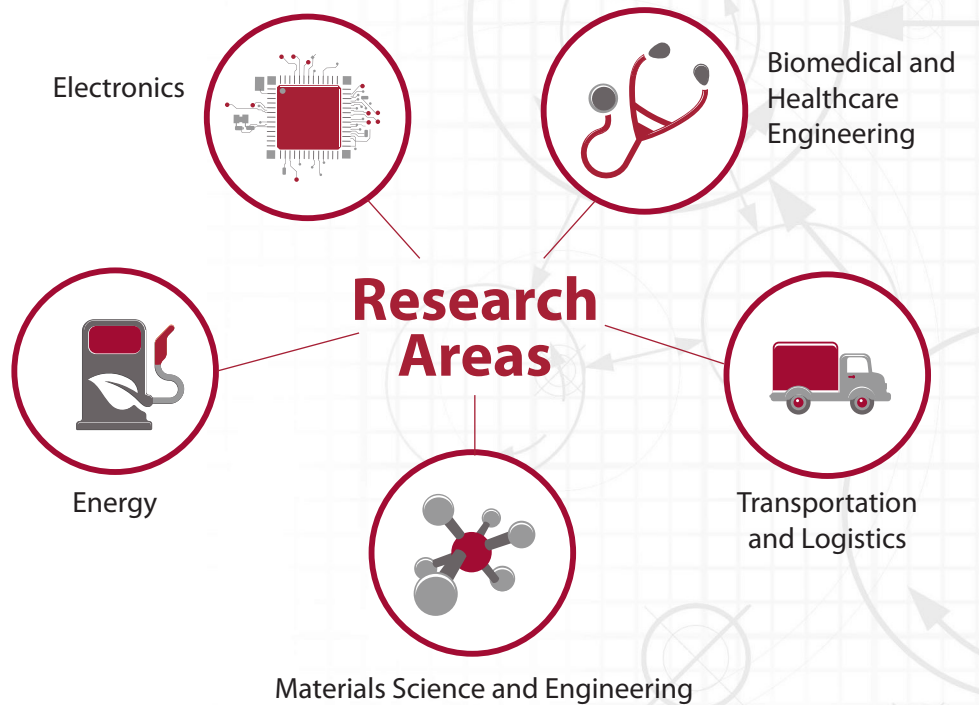 Electronics
Biomedical and
Healthcare
Engineering
Research
Areas
Energy
Transportation
and Logistics
Materials Science and Engineering